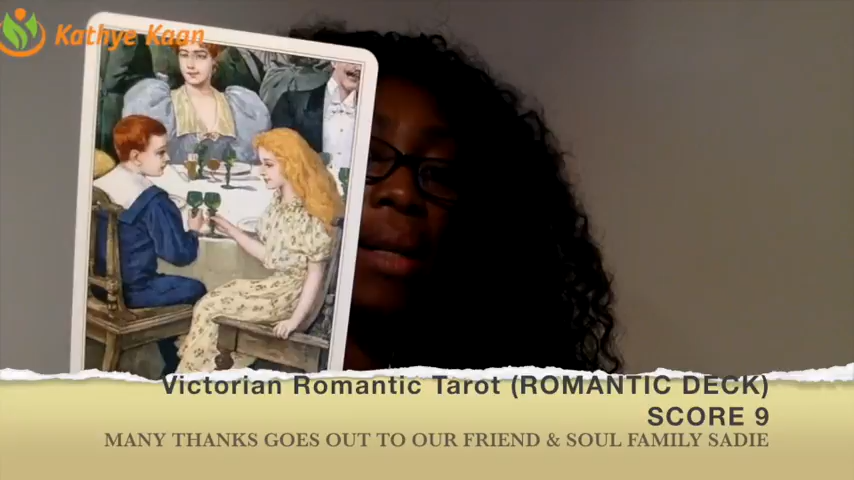 Kathye Kaan
Victorian Romantic Tarot (ROMANTIC DECK)
SCORE 9
MANY THANKS GOES OUT TO OUR FRIEND & SOUL FAMILY SADIE